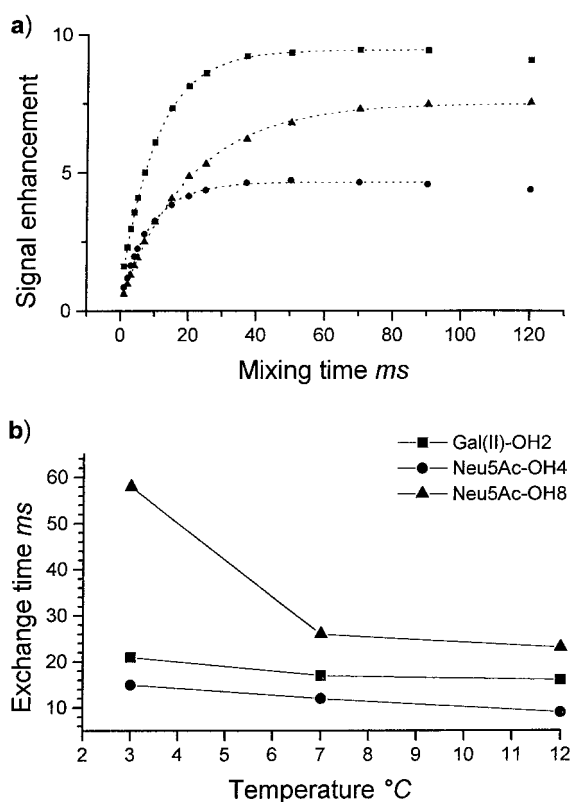 a)
10
5
0
Signal enhancement
0 20 40 60 80 100 120
Mixing time ms
b)
Gal(II)-OH2
Neu5Ac-OH4
Neu5Ac-OH8
60
50
40
30
20
10
Exchange time ms
2 3 4 5 6 7 8 9 10 11 12
Temperature °C